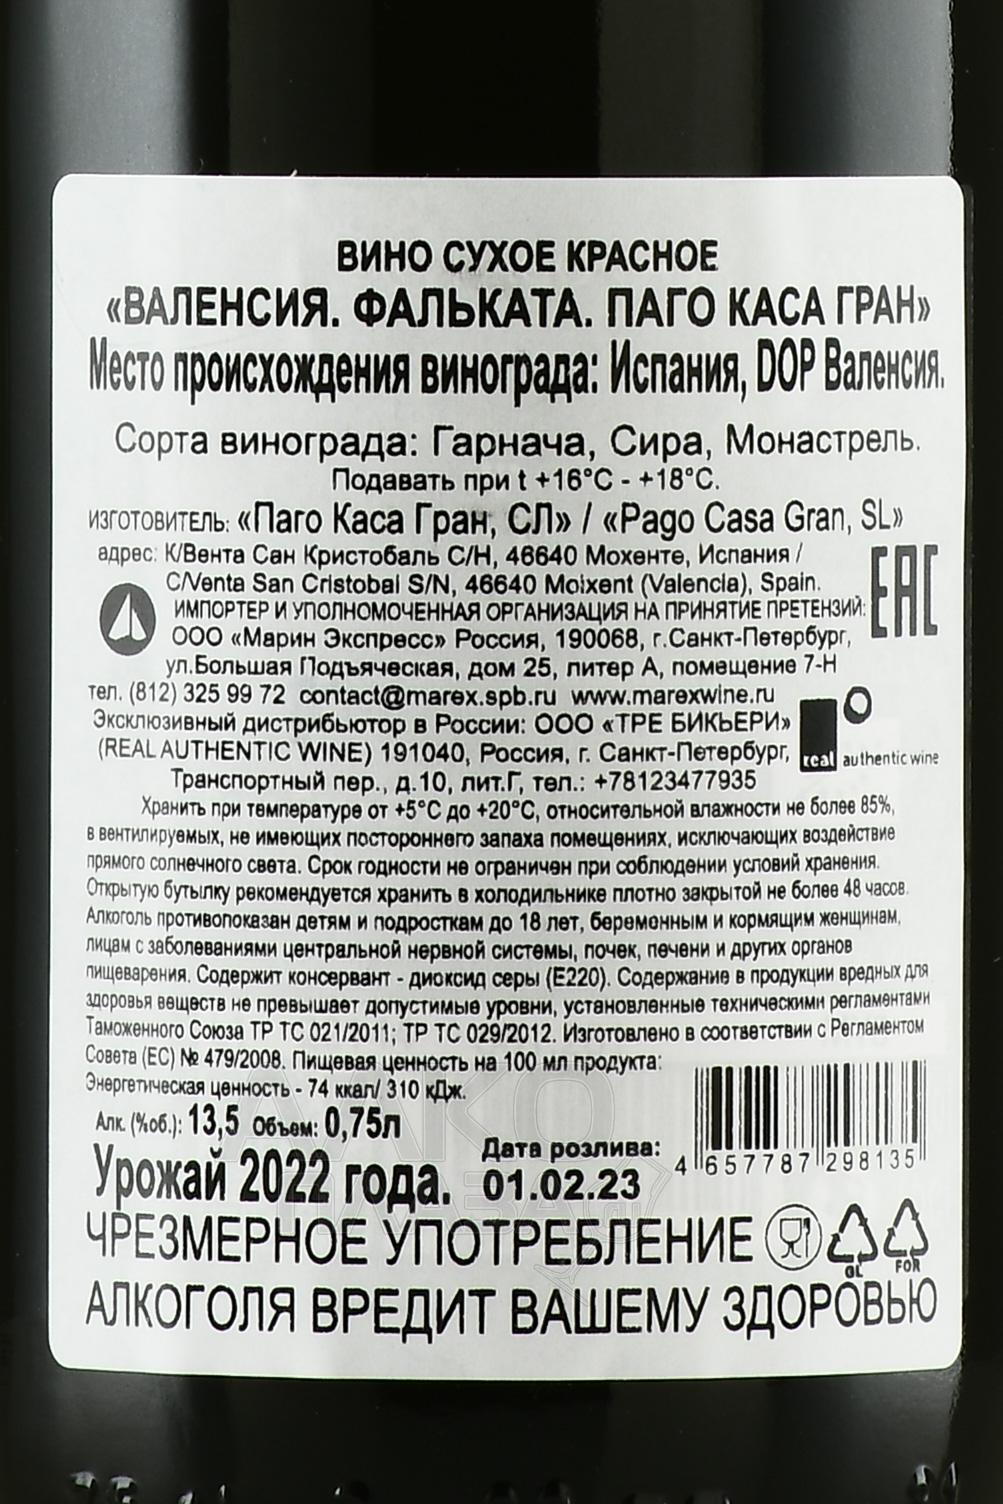 ВИНО СУХОЕ КРАСНОЕ
«ВАЛЕНСИЯ. ФАЛЬКАТА. ПАГО КАСА ГРАН»
Место происхождения винограда: Испания, DOP Валенсия.
Сорта винограда: Гарнача, Сира, Монастрель.
Подавать при t +16°С - +18°С.
ИЗГОТОВИТЕЛЬ: «Паго Каса Гран, СЛ» / «Pago Casa Gran, SL»
адрес: К/Вента Сан Кристобаль С/Н, 46640 Мохенте, Испания /
C/Venta San Cristobal S/N, 46640 Moixent (Valencia), Spain.
EAC
ИМПОРТЕР И УПОЛНОМОЧЕННАЯ ОРГАНИЗАЦИЯ НА ПРИНЯТИЕ ПРЕТЕНЗИЙ:
ООО «Марин Экспресс» Россия, 190068, г.Санкт-Петербург,
ул.Большая Подъяческая, дом 25, литер А, помещение 7-Н
тел. (812) 325 99 72 contact@marex.spb.ru www.marexwine.ru
Эксклюзивный дистрибьютор в России: ООО «ТРЕ БИКЬЕРИ»
(REAL AUTHENTIC WINE) 191040, Россия, г. Санкт-Петербург,
real authentic wine
Транспортный пер., д.10, лит.Г, тел.: +78123477935
Хранить при температуре от +5°С до +20°С, относительной влажности не более 85%,
в вентилируемых, не имеющих постороннего запаха помещениях, исключающих воздействие
прямого солнечного света. Срок годности не ограничен при соблюдении условий хранения.
Открытую бутылку рекомендуется хранить в холодильнике плотно закрытой не более 48 часов.
Алкоголь противопоказан детям и подросткам до 18 лет, беременным и кормящим женщинам,
лицам с заболеваниями центральной нервной системы, почек, печени и других органов
пищеварения. Содержит консервант - диоксид серы (Е220). Содержание в продукции вредных для
здоровья веществ не превышает допустимые уровни, установленные техническими регламентами
Таможенного Союза ТР ТС 021/2011; ТР ТС 029/2012. Изготовлено в соответствии с Регламентом
Совета (ЕС) № 479/2008. Пищевая ценность на 100 мл продукта:
Энергетическая ценность - 74 ккал/ 310 кДж.
Алк. (%об.): 13,5 Объем: 0,75л
Урожай 2022 года.
Дата розлива:
01.02.23
4 657787 298135
ЧРЕЗМЕРНОЕ УПОТРЕБЛЕНИЕ
GL
FOR
АЛКОГОЛЯ ВРЕДИТ ВАШЕМУ ЗДОРОВЬЮ